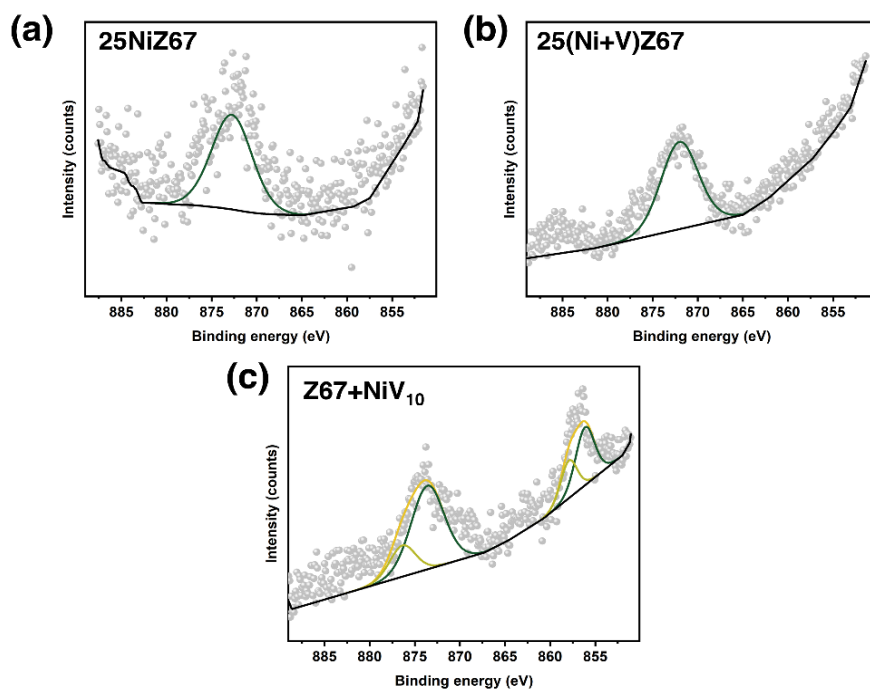 (a)
25NiZ67
Intensity (counts)
885 880 875 870 865 860 855
Binding energy (eV)
(b)
25(Ni+V)Z67
Intensity (counts)
885 880 875 870 865 860 855
Binding energy (eV)
(c)
Z67+NiV₁₀
Intensity (counts)
885 880 875 870 865 860 855
Binding energy (eV)